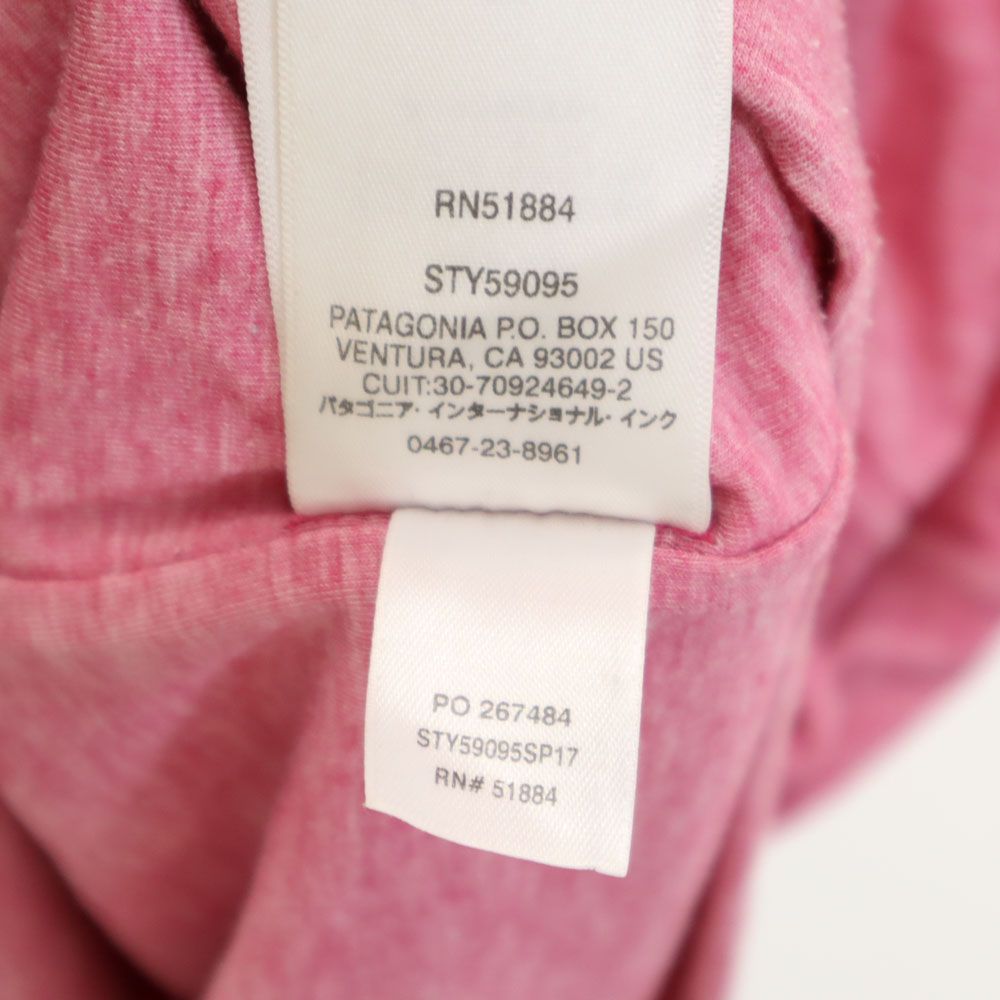 RN51884
STY59095
PATAGONIA P.O. BOX 150
VENTURA, CA 93002 US
CUIT:30-70924649-2
パタゴニア・インターナショナル・インク
0467-23-8961
PO 267484
STY59095SP17
RN# 51884